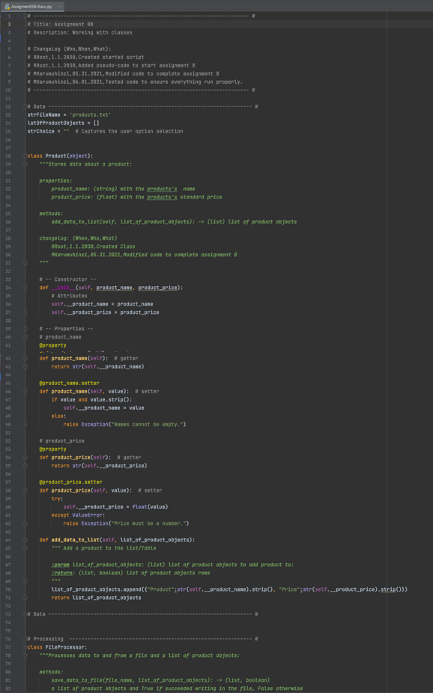 Assigment08-Karu.py
# ---------------------------------------------------------------- #
# Title: Assignment 08
# Description: Working with classes
# ChangeLog (Who,When,What):
# RRoot,1.1.2030,Created started script
# RRoot,1.1.2030,Added pseudo-code to start assignment 8
# MKarumuhinzi,05.31.2021,Modified code to complete assignment 8
# MKarumuhinzi,06.01.2021,Tested code to ensure everything run properly.
# ---------------------------------------------------------------- #
# Data ------------------------------------------------------------- #
strFileName = 'products.txt'
lstOfProductObjects = []
strChoice = ""  # Captures the user option selection
class Product(object):
"""Stores data about a product:
properties:
product_name: (string) with the products's  name
product_price: (float) with the products's standard price
methods:
add_data_to_list(self, list_of_product_objects): -> (list) list of product objects
changelog: (When,Who,What)
RRoot,1.1.2030,Created Class
MKarumuhinzi,05.31.2021,Modified code to complete assignment 8
"""
# -- Constructor --
def __init__(self, product_name, product_price):
# Attributes
self.__product_name = product_name
self.__product_price = product_price
# -- Properties --
# product_name
@property
def product_name(self):  # getter
return str(self.__product_name)
@product_name.setter
def product_name(self, value):  # setter
if value and value.strip():
self.__product_name = value
else:
raise Exception("Names cannot be empty.")
# product_price
@property
def product_price(self):  # getter
return str(self.__product_price)
@product_price.setter
def product_price(self, value):  # setter
try:
self.__product_price = float(value)
except ValueError:
raise Exception("Price must be a number.")
def add_data_to_list(self, list_of_product_objects):
""" Add a product to the list/Table
:param list_of_product_objects: (list) list of product objects to add product to:
:return: (list, boolean) list of product objects rows
"""
list_of_product_objects.append({"Product":str(self.__product_name).strip(), "Price":str(self.__product_price).strip()})
return list_of_product_objects
# Data ------------------------------------------------------------- #
# Processing  ------------------------------------------------------ #
class FileProcessor:
"""Processes data to and from a file and a list of product objects:
methods:
save_data_to_file(file_name, list_of_product_objects): -> (list, boolean)
a list of product objects and True if succeeded writing in the file, False otherwise